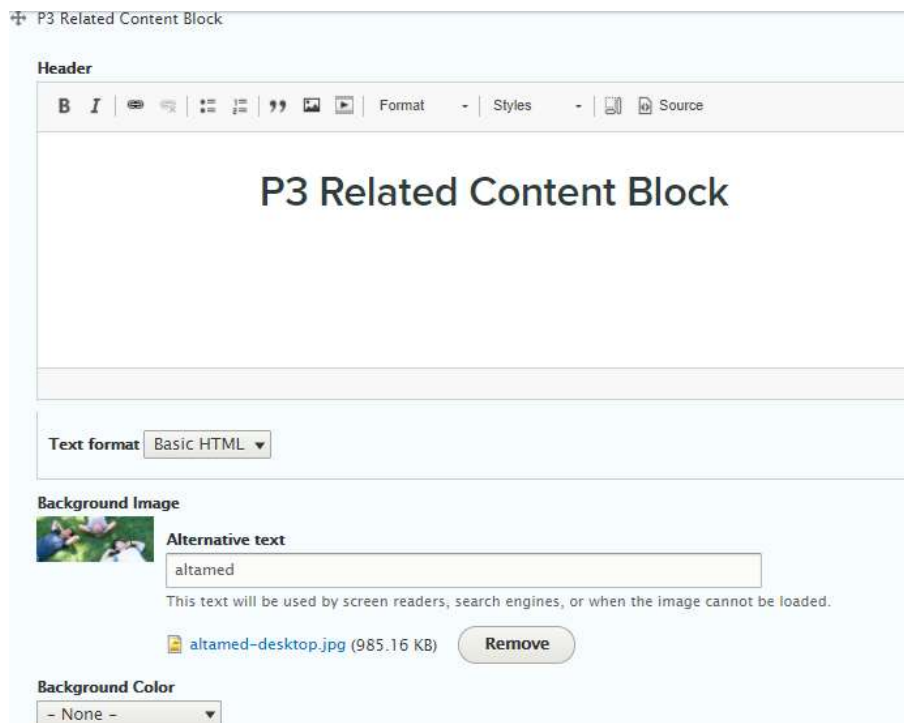 P3 Related Content Block
Header
B I Format Styles Source
P3 Related Content Block
Text format Basic HTML
Background Image
Alternative text
altamed
This text will be used by screen readers, search engines, or when the image cannot be loaded.
altamed-desktop.jpg (985.16 KB) Remove
Background Color
- None -